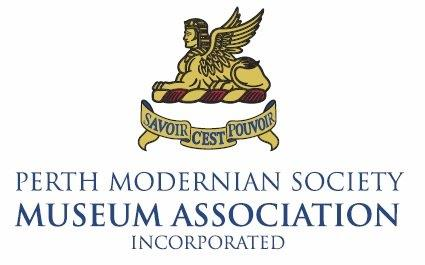 SAVOIR C'EST POUVOIR
PERTH MODERNIAN SOCIETY
MUSEUM ASSOCIATION
INCORPORATED